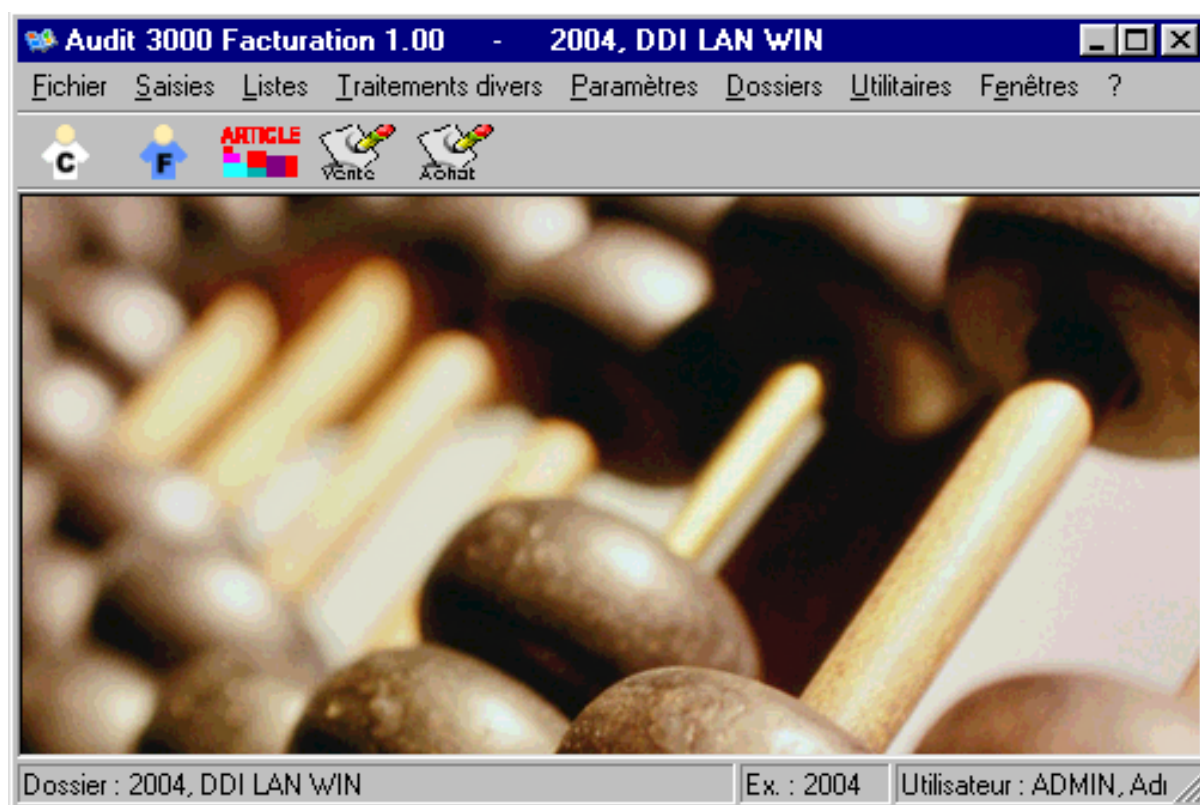 Audit 3000 Facturation 1.00 - 2004, DDI LAN WIN
Fichier Saisies Listes Traitements divers Paramètres Dossiers Utilitaires Fenêtres ?
C F ARTICLE Vente Achat
Dossier : 2004, DDI LAN WIN Ex. : 2004 Utilisateur : ADMIN,